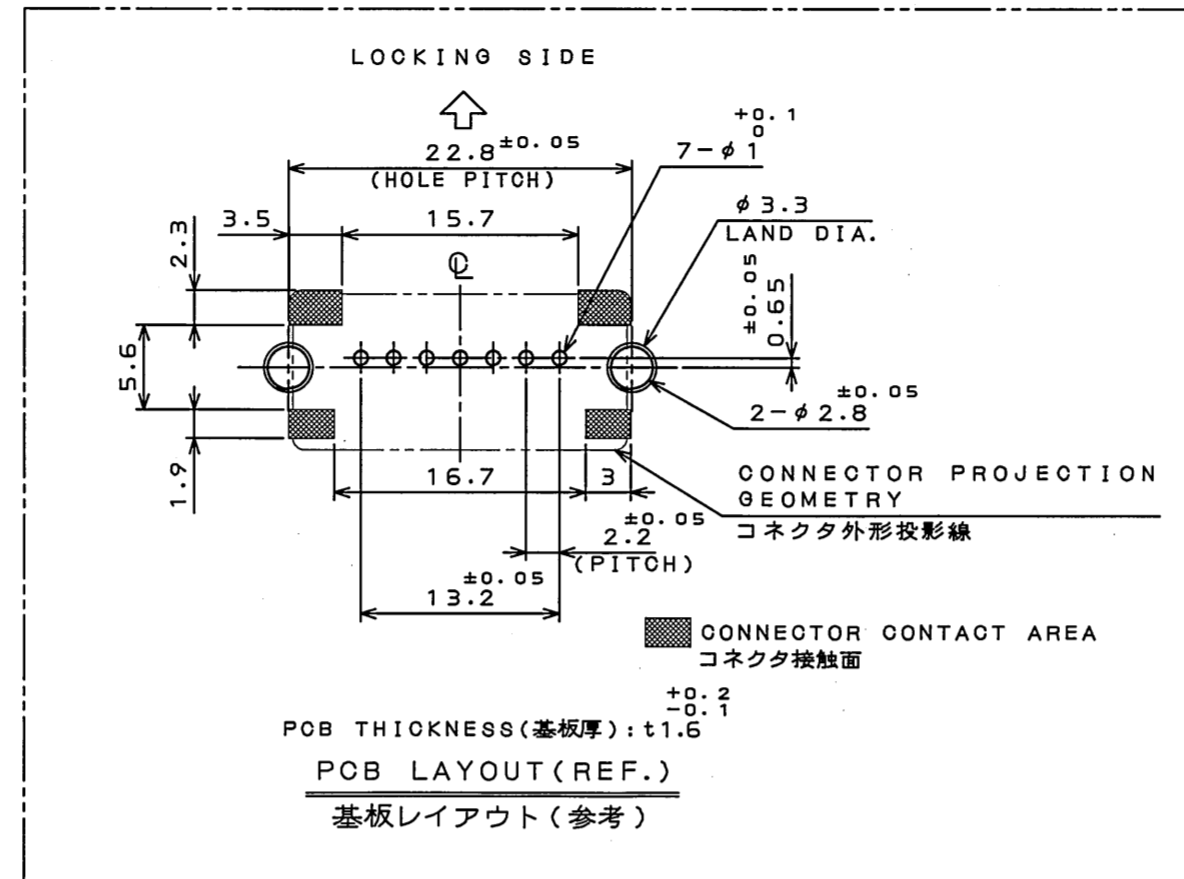 LOCKING SIDE
22.8±0.05
(HOLE PITCH)
+0.1
0
7-φ1
φ3.3
LAND DIA.
3.5
15.7
2.3
CL
±0.05
0.65
5.6
±0.05
2-φ2.8
1.9
16.7
3
CONNECTOR PROJECTION
GEOMETRY
コネクタ外形投影線
±0.05
2.2
(PITCH)
±0.05
13.2
CONNECTOR CONTACT AREA
コネクタ接触面
+0.2
-0.1
PCB THICKNESS(基板厚):t1.6
PCB LAYOUT(REF.)
基板レイアウト(参考)